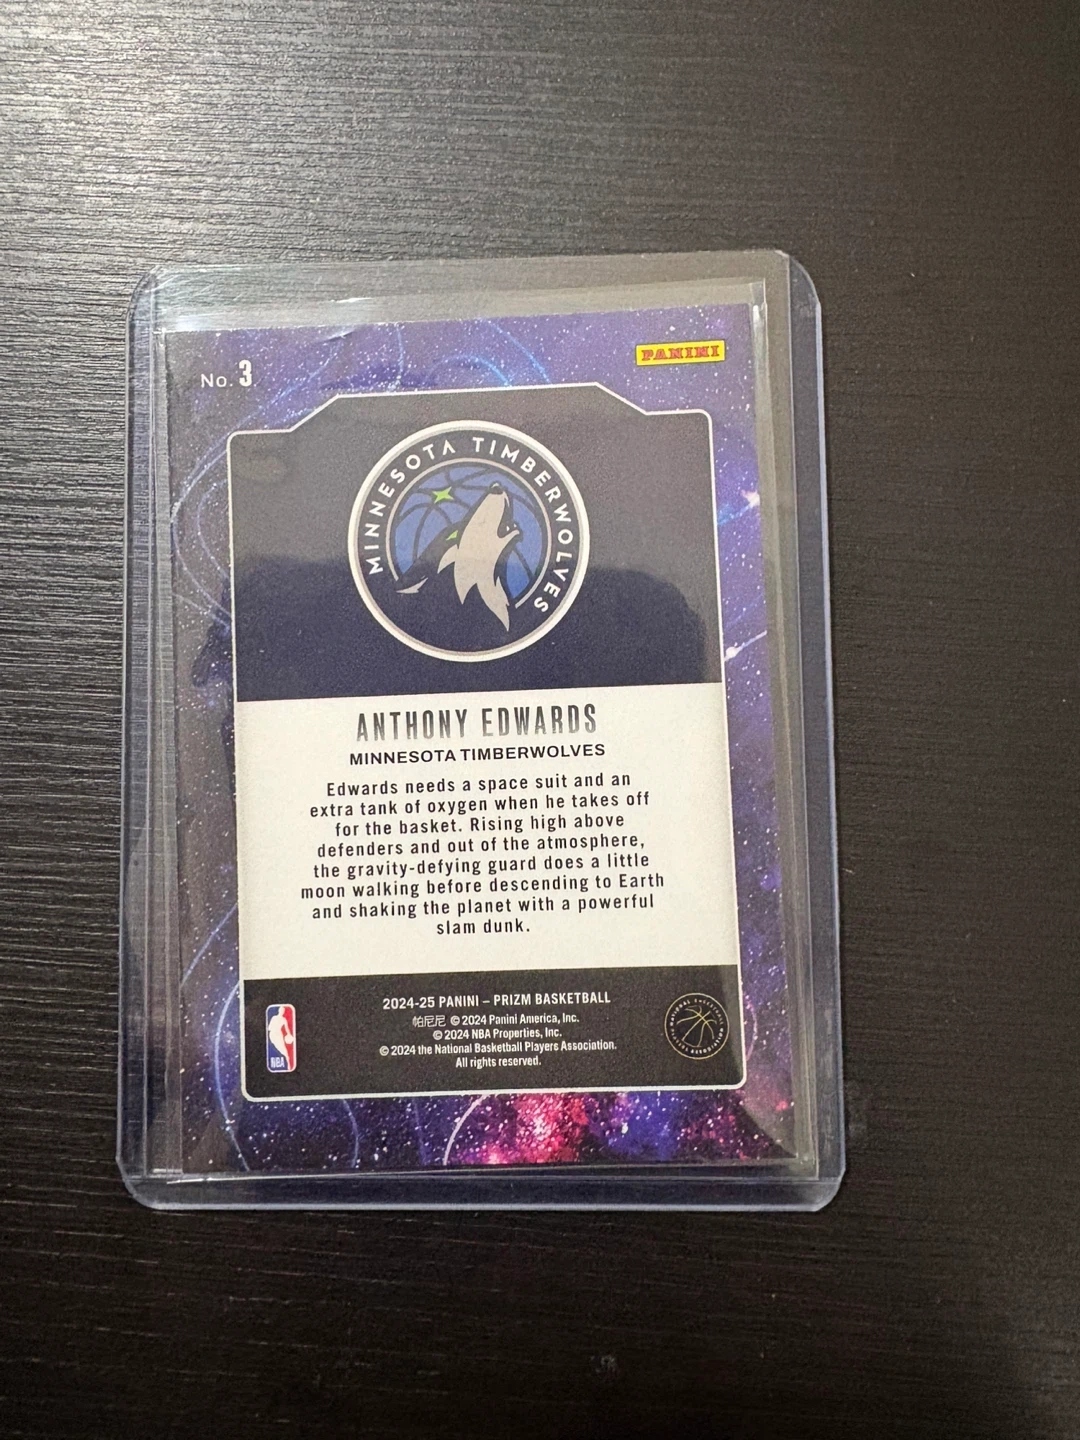 No. 3
PANINI
MINNESOTA TIMBERWOLVES
ANTHONY EDWARDS
MINNESOTA TIMBERWOLVES
Edwards needs a space suit and an
extra tank of oxygen when he takes off
for the basket. Rising high above
defenders and out of the atmosphere,
the gravity-defying guard does a little
moon walking before descending to Earth
and shaking the planet with a powerful
slam dunk.
2024-25 PANINI – PRIZM BASKETBALL
帕尼尼 © 2024 Panini America, Inc.
© 2024 NBA Properties, Inc.
© 2024 the National Basketball Players Association.
All rights reserved.
NBA